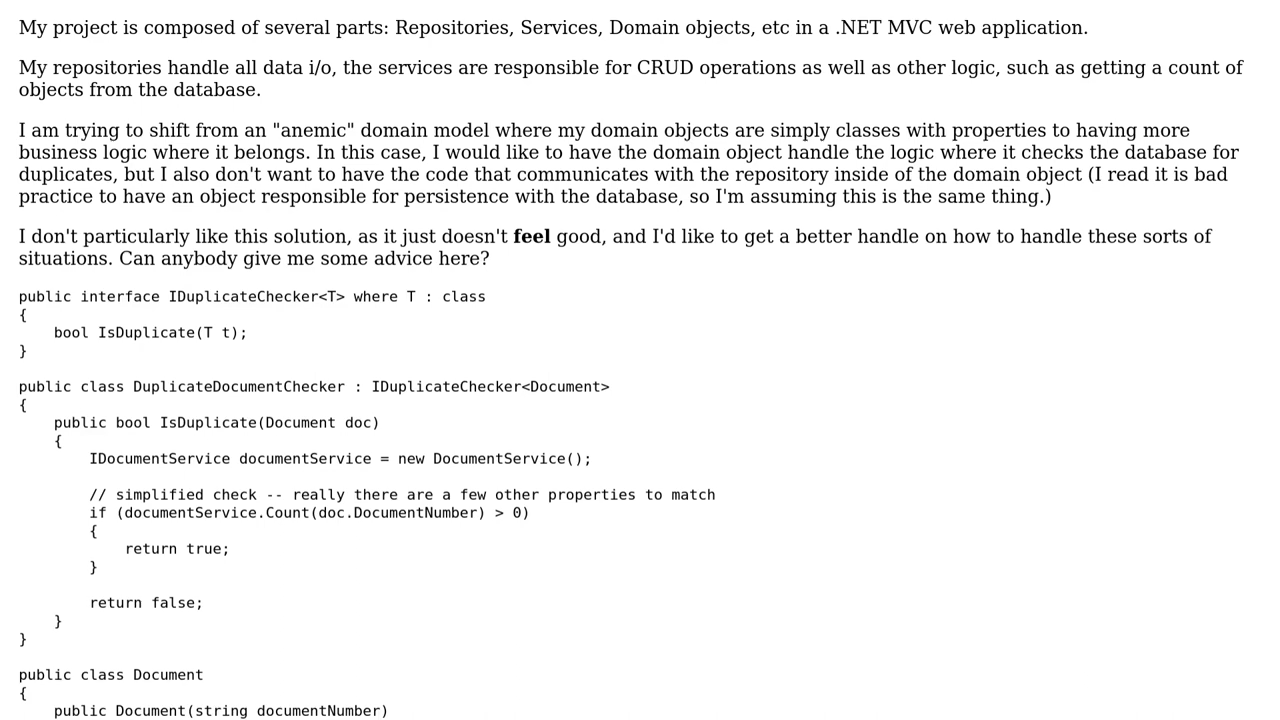 My project is composed of several parts: Repositories, Services, Domain objects, etc in a .NET MVC web application.
My repositories handle all data i/o, the services are responsible for CRUD operations as well as other logic, such as getting a count of
objects from the database.
I am trying to shift from an "anemic" domain model where my domain objects are simply classes with properties to having more
business logic where it belongs. In this case, I would like to have the domain object handle the logic where it checks the database for
duplicates, but I also don't want to have the code that communicates with the repository inside of the domain object (I read it is bad
practice to have an object responsible for persistence with the database, so I'm assuming this is the same thing.)
I don't particularly like this solution, as it just doesn't feel good, and I'd like to get a better handle on how to handle these sorts of
situations. Can anybody give me some advice here?
public interface IDuplicateChecker<T> where T : class
{
    bool IsDuplicate(T t);
}
public class DuplicateDocumentChecker : IDuplicateChecker<Document>
{
    public bool IsDuplicate(Document doc)
    {
        IDocumentService documentService = new DocumentService();
        // simplified check -- really there are a few other properties to match
        if (documentService.Count(doc.DocumentNumber) > 0)
        {
            return true;
        }
        return false;
    }
}
public class Document
{
    public Document(string documentNumber)